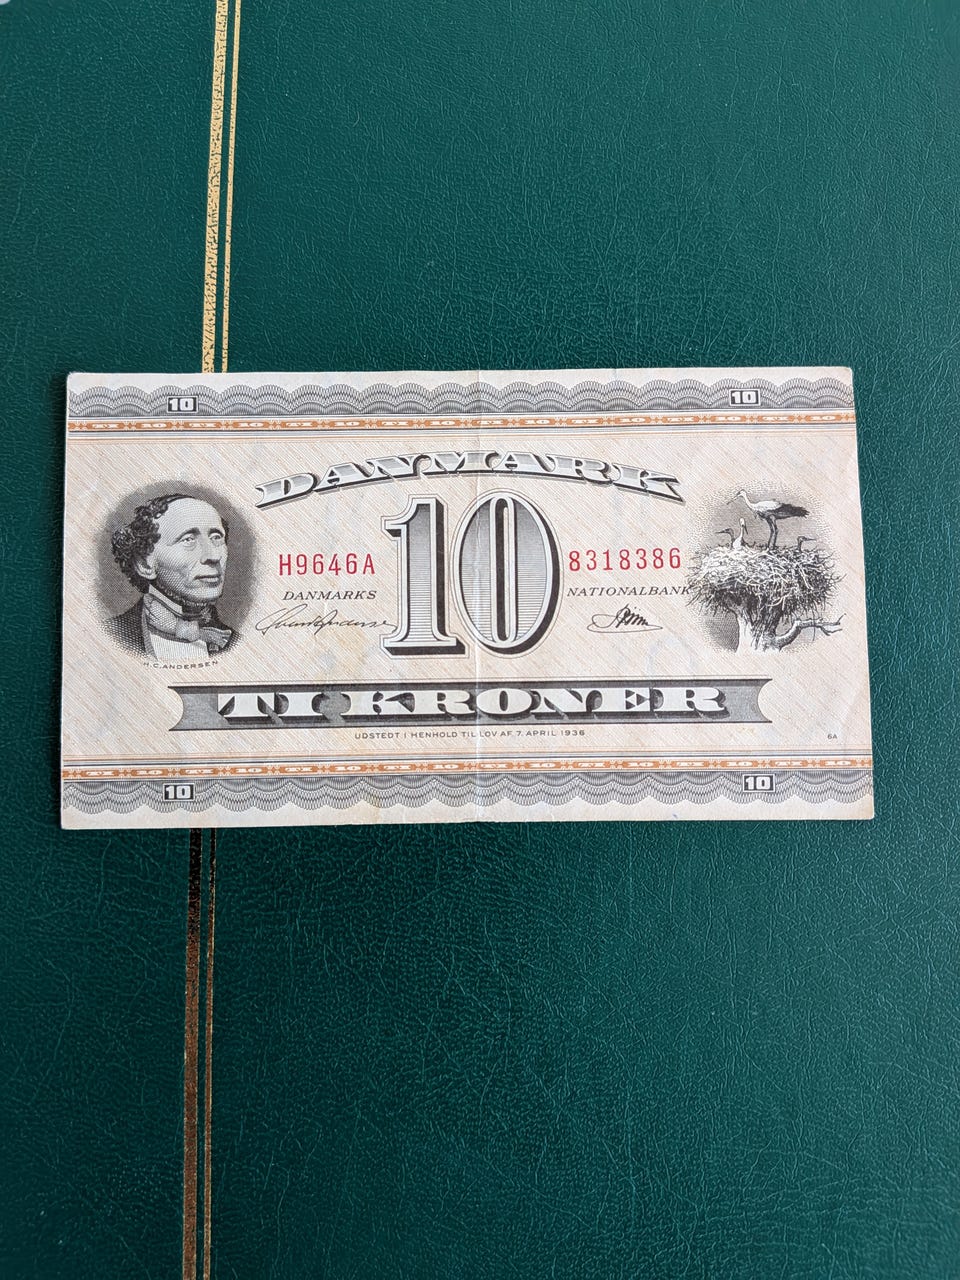 10 10
DANMARK
10
H9646A 8318386
DANMARKS NATIONALBANK
H.C. ANDERSEN
TI KRONER
UDSTEDT I HENHOLD TIL LOV AF 7. APRIL 1936
6A
10 10